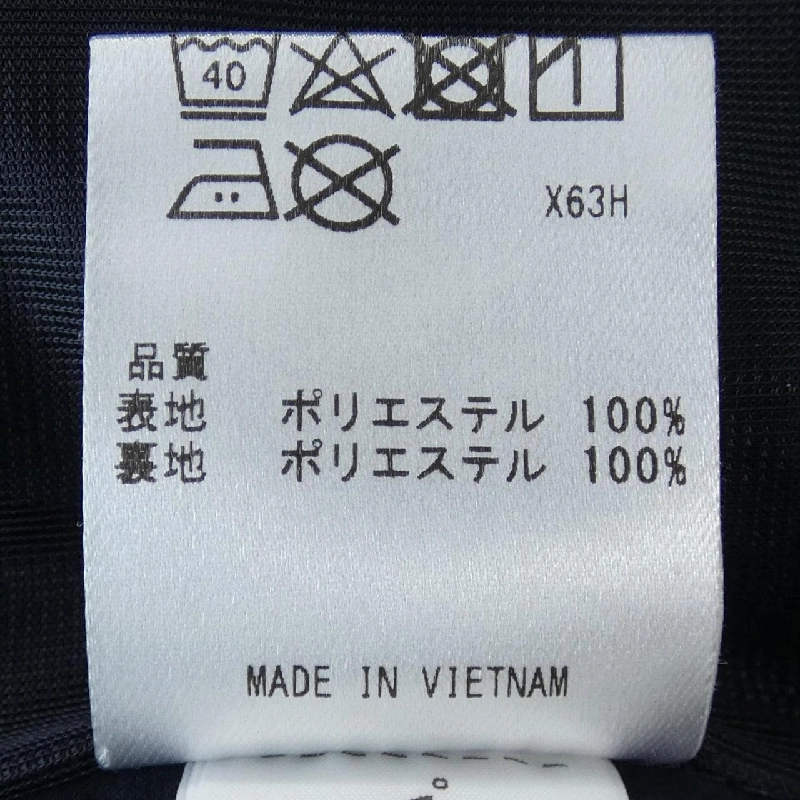 40
X63H
品質
表地 ポリエステル 100%
裏地 ポリエステル 100%
MADE IN VIETNAM